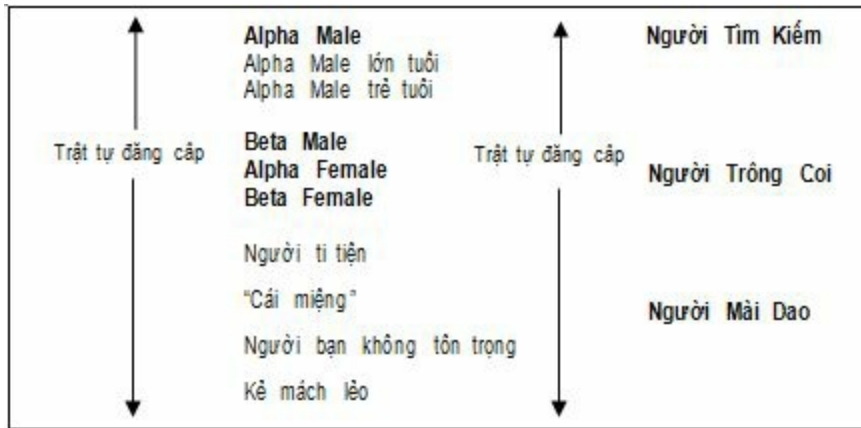 Alpha Male
Alpha Male lớn tuổi
Alpha Male trẻ tuổi
Trật tự đẳng cấp
Beta Male
Alpha Female
Beta Female
Người ti tiện
“Cái miệng”
Người bạn không tôn trọng
Kẻ mách lẻo
Trật tự đẳng cấp
Người Tìm Kiếm
Người Trông Coi
Người Mài Dao